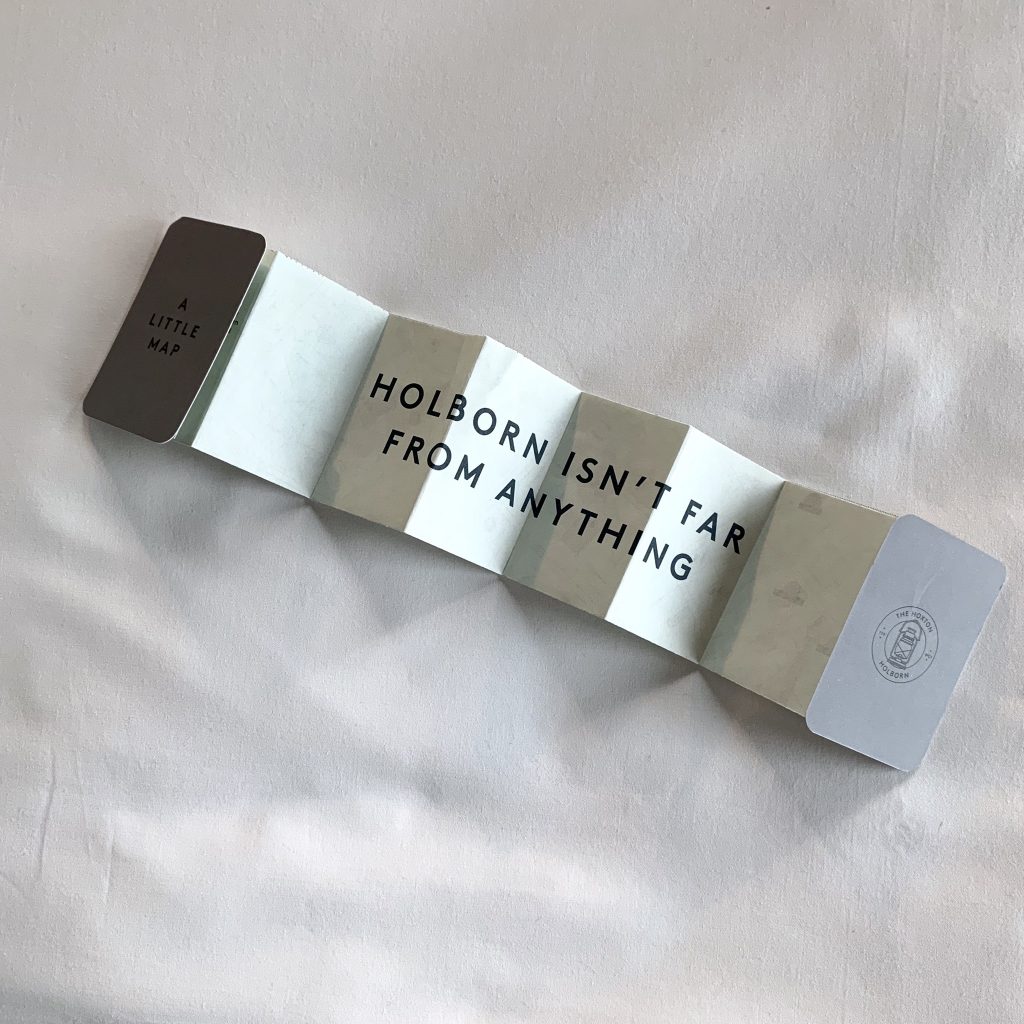 A
LITTLE
MAP
HOLBORN ISN'T FAR
FROM ANYTHING
THE HOXTON
HOLBORN